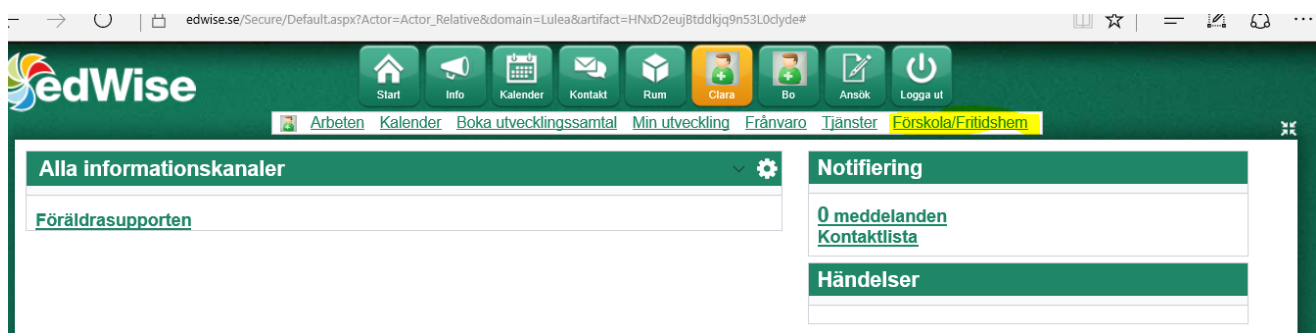 edwise.se/Secure/Default.aspx?Actor=Actor_Relative&domain=Lulea&artifact=HNxD2eujBtddkjq9n53L0clyde#
edWise
Start Info Kalender Kontakt Rum Clara Bo Ansök Logga ut
Arbeten Kalender Boka utvecklingssamtal Min utveckling Frånvaro Tjänster Förskola/Fritidshem
Alla informationskanaler
Föräldrasupporten
Notifiering
0 meddelanden
Kontaktlista
Händelser